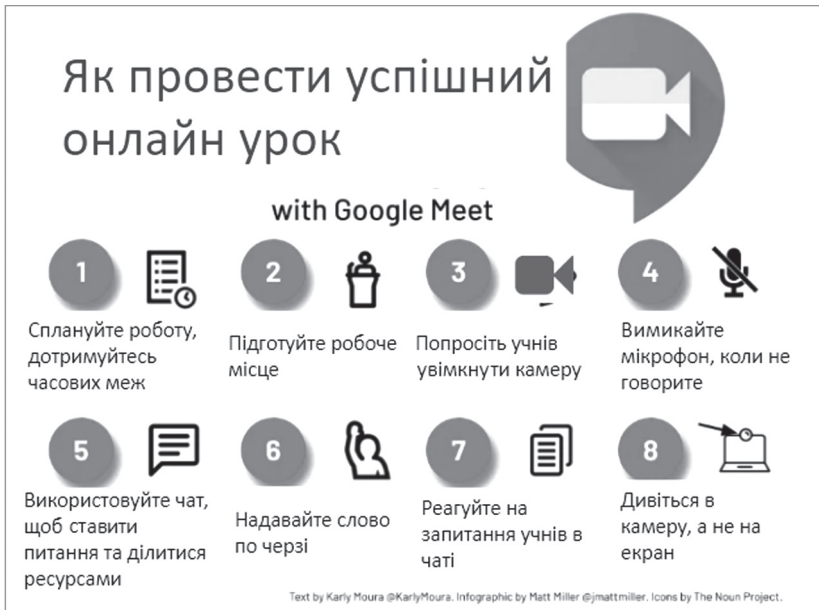 Як провести успішний
онлайн урок
with Google Meet
1
Сплануйте роботу,
дотримуйтесь
часових меж
2
Підготуйте робоче
місце
3
Попросіть учнів
увімкнути камеру
4
Вимикайте
мікрофон, коли не
говорите
5
Використовуйте чат,
щоб ставити
питання та ділитися
ресурсами
6
Надавайте слово
по черзі
7
Реагуйте на
запитання учнів в
чаті
8
Дивіться в
камеру, а не на
екран
Text by Karly Moura @KarlyMoura. Infographic by Matt Miller @jmattmiller. Icons by The Noun Project.